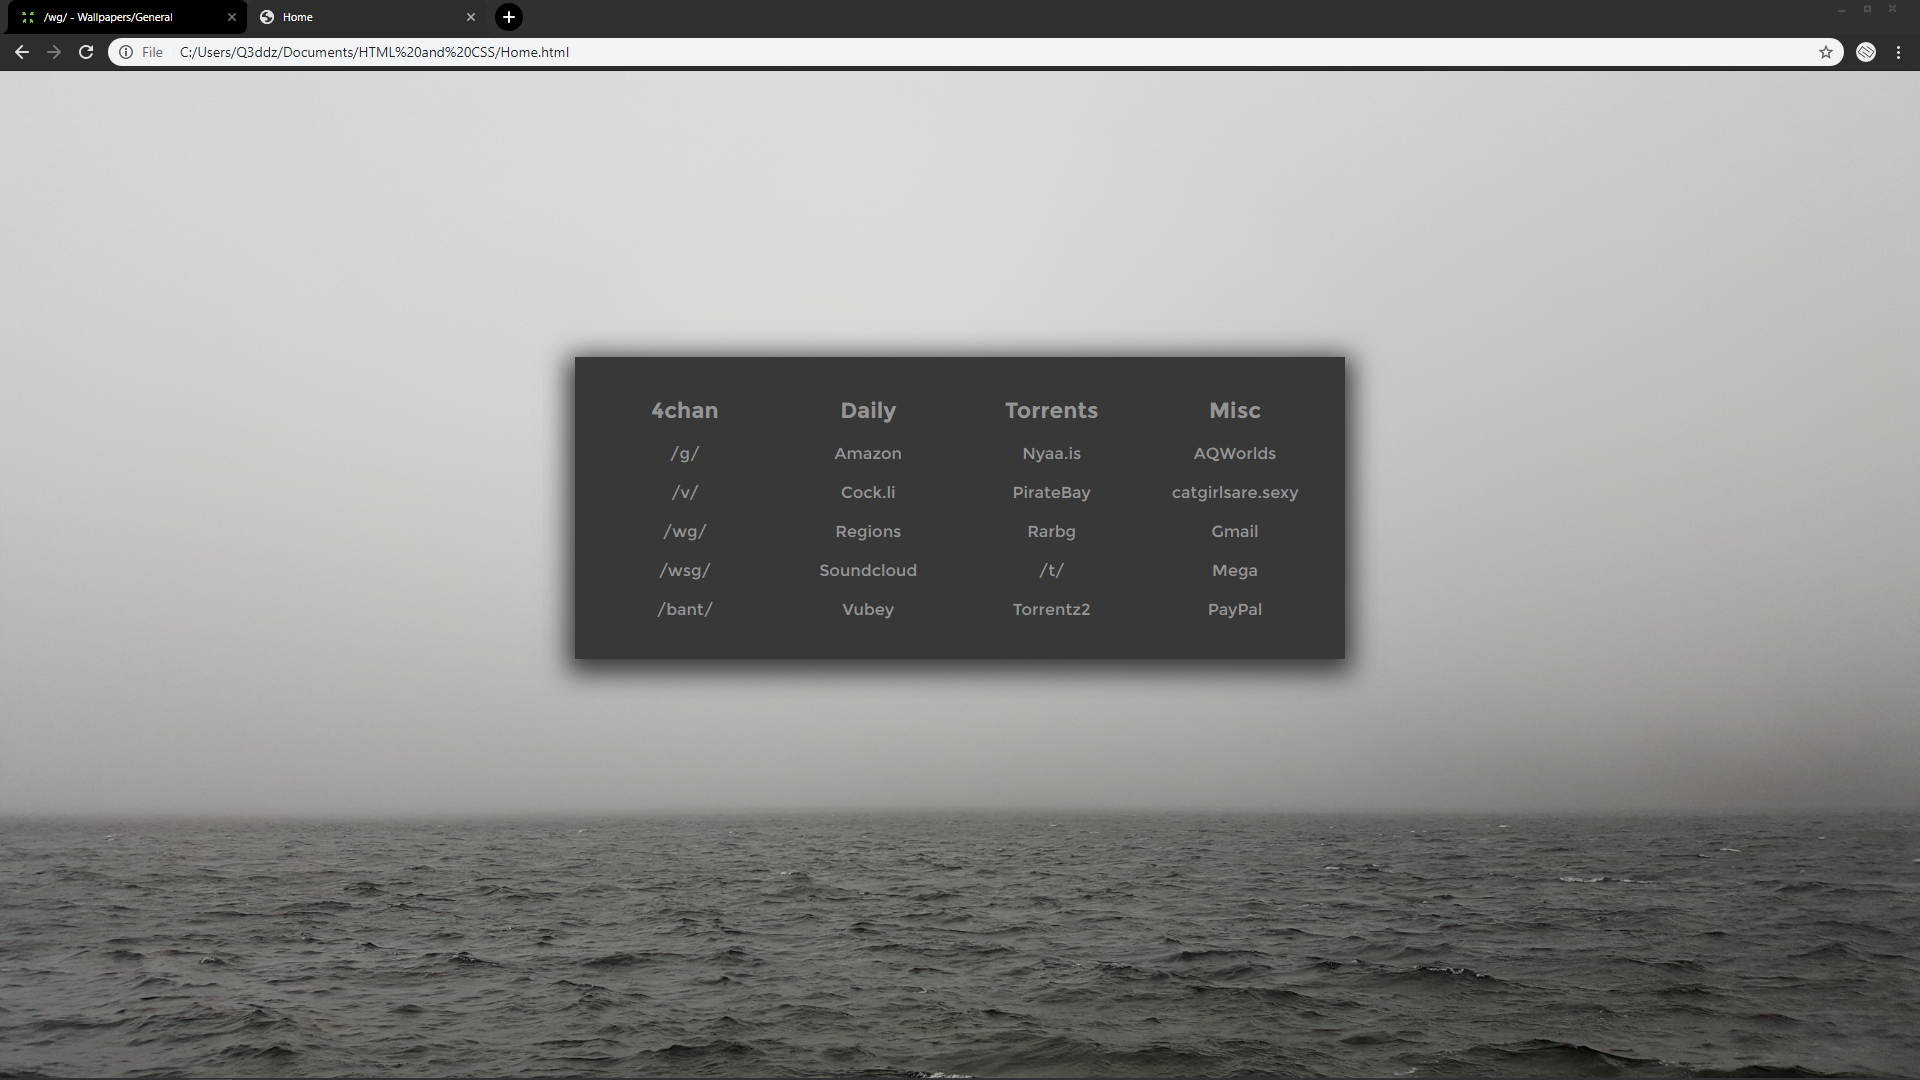 /wg/ - Wallpapers/General
Home
File C:/Users/Q3ddz/Documents/HTML%20and%20CSS/Home.html
4chan Daily Torrents Misc
/g/ Amazon Nyaa.is AQWorlds
/v/ Cock.li PirateBay catgirlsare.sexy
/wg/ Regions Rarbg Gmail
/wsg/ Soundcloud /t/ Mega
/bant/ Vubey Torrentz2 PayPal